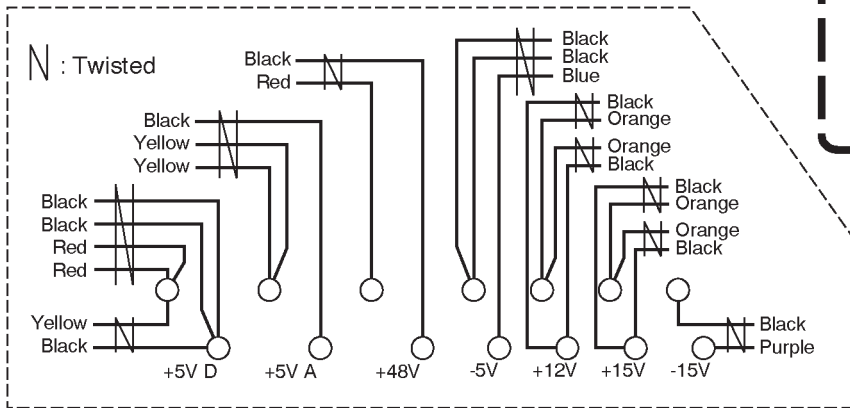 N : Twisted
Black
Red
Black
Yellow
Yellow
Black
Black
Red
Red
Yellow
Black
Black
Black
Blue
Black
Orange
Orange
Black
Black
Orange
Orange
Black
Black
Purple
+5V D +5V A +48V -5V +12V +15V -15V